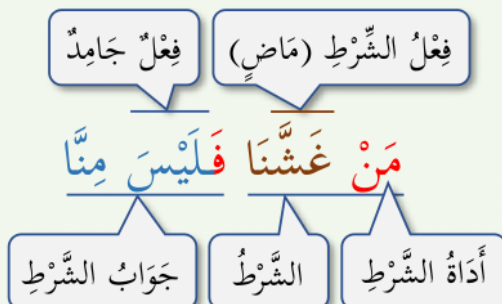 فِعْلُ الشِّرْطِ (مَاضٍ) فِعْلٌ جَامِدٌ
مَنْ غَشَّنَا فَلَيْسَ مِنَّا
أَدَاةُ الشَّرْطِ الشَّرْطُ جَوَابُ الشَّرْطِ